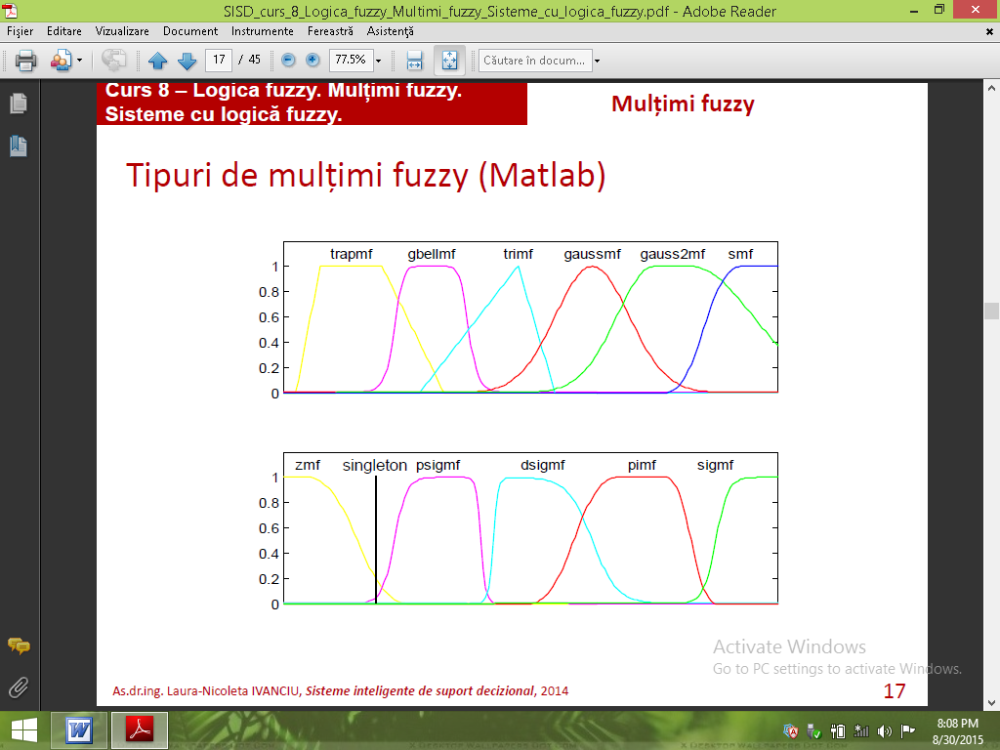 SISD_curs_8_Logica_fuzzy_Multimi_fuzzy_Sisteme_cu_logica_fuzzy.pdf - Adobe Reader
Fișier Editare Vizualizare Document Instrumente Fereastră Asistență
17 / 45 77.5% Căutare în docum...
Curs 8 – Logica fuzzy. Mulțimi fuzzy.
Sisteme cu logică fuzzy.
Mulțimi fuzzy
Tipuri de mulțimi fuzzy (Matlab)
trapmf gbellmf trimf gaussmf gauss2mf smf
1
0.8
0.6
0.4
0.2
0
zmf singleton psigmf dsigmf pimf sigmf
1
0.8
0.6
0.4
0.2
0
Activate Windows
Go to PC settings to activate Windows.
As.dr.ing. Laura-Nicoleta IVANCIU, Sisteme inteligente de suport decizional, 2014
17
8:08 PM
8/30/2015